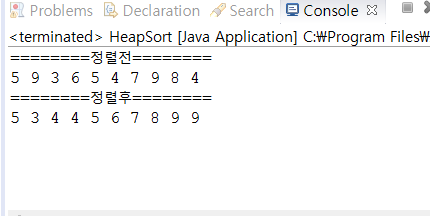 Problems Declaration Search Console
<terminated> HeapSort [Java Application] C:₩Program Files₩
========정렬전========
5 9 3 6 5 4 7 9 8 4
========정렬후========
5 3 4 4 5 6 7 8 9 9